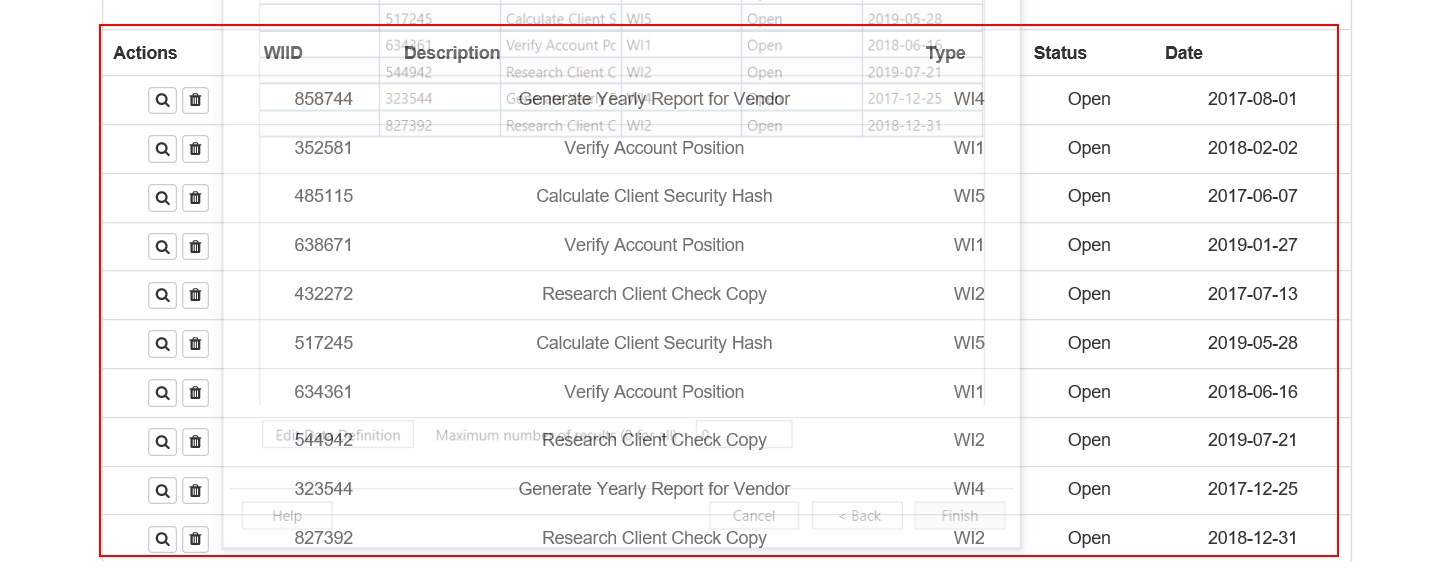 517245 Calculate Client S WI5 Open 2019-05-28
Actions WIID Description Type Status Date
634361 Verify Account Pc WI1 Open 2018-06-16
544942 Research Client C WI2 Open 2019-07-21
858744 Generate Yearly Report for Vendor WI4 Open 2017-08-01
323544 Open 2017-12-25
827392 Research Client C WI2 Open 2018-12-31
352581 Verify Account Position WI1 Open 2018-02-02
485115 Calculate Client Security Hash WI5 Open 2017-06-07
638671 Verify Account Position WI1 Open 2019-01-27
432272 Research Client Check Copy WI2 Open 2017-07-13
517245 Calculate Client Security Hash WI5 Open 2019-05-28
634361 Verify Account Position WI1 Open 2018-06-16
Edit Data Definition Maximum number of results (0 for all) 0
544942 Research Client Check Copy WI2 Open 2019-07-21
323544 Generate Yearly Report for Vendor WI4 Open 2017-12-25
Help Cancel < Back Finish
827392 Research Client Check Copy WI2 Open 2018-12-31